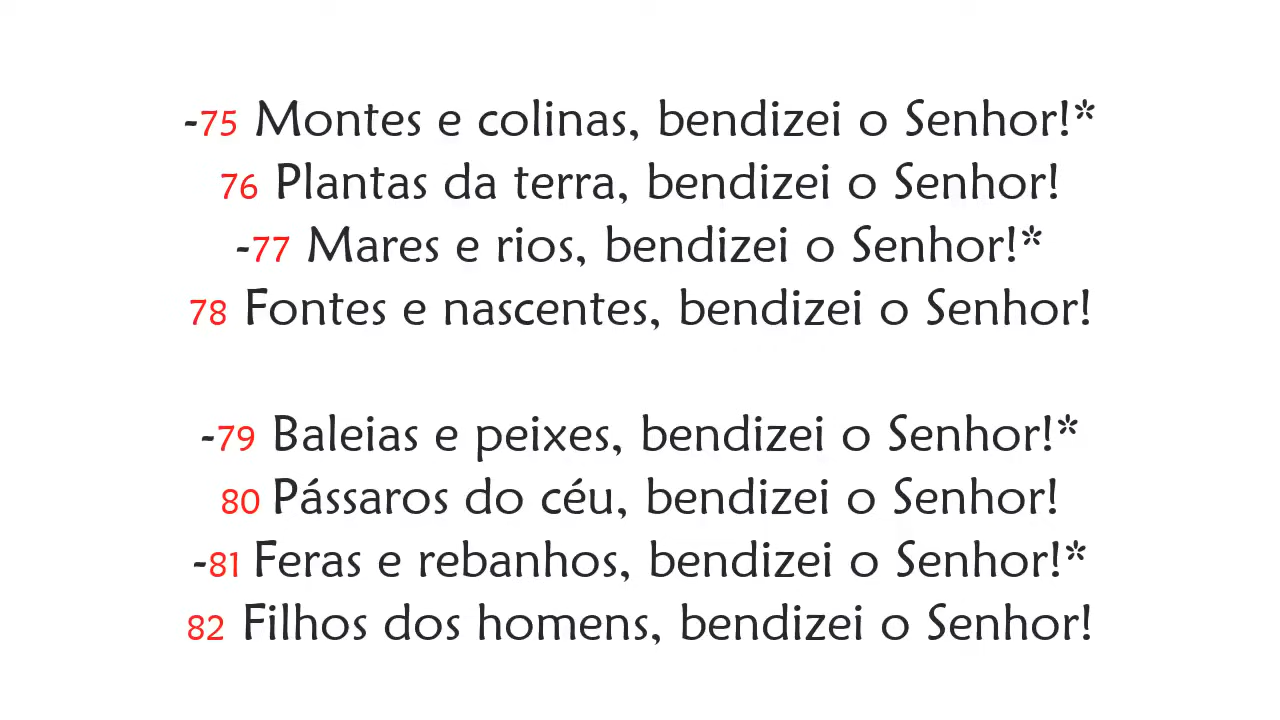 -75 Montes e colinas, bendizei o Senhor!*
76 Plantas da terra, bendizei o Senhor!
-77 Mares e rios, bendizei o Senhor!*
78 Fontes e nascentes, bendizei o Senhor!
-79 Baleias e peixes, bendizei o Senhor!*
80 Pássaros do céu, bendizei o Senhor!
-81 Feras e rebanhos, bendizei o Senhor!*
82 Filhos dos homens, bendizei o Senhor!